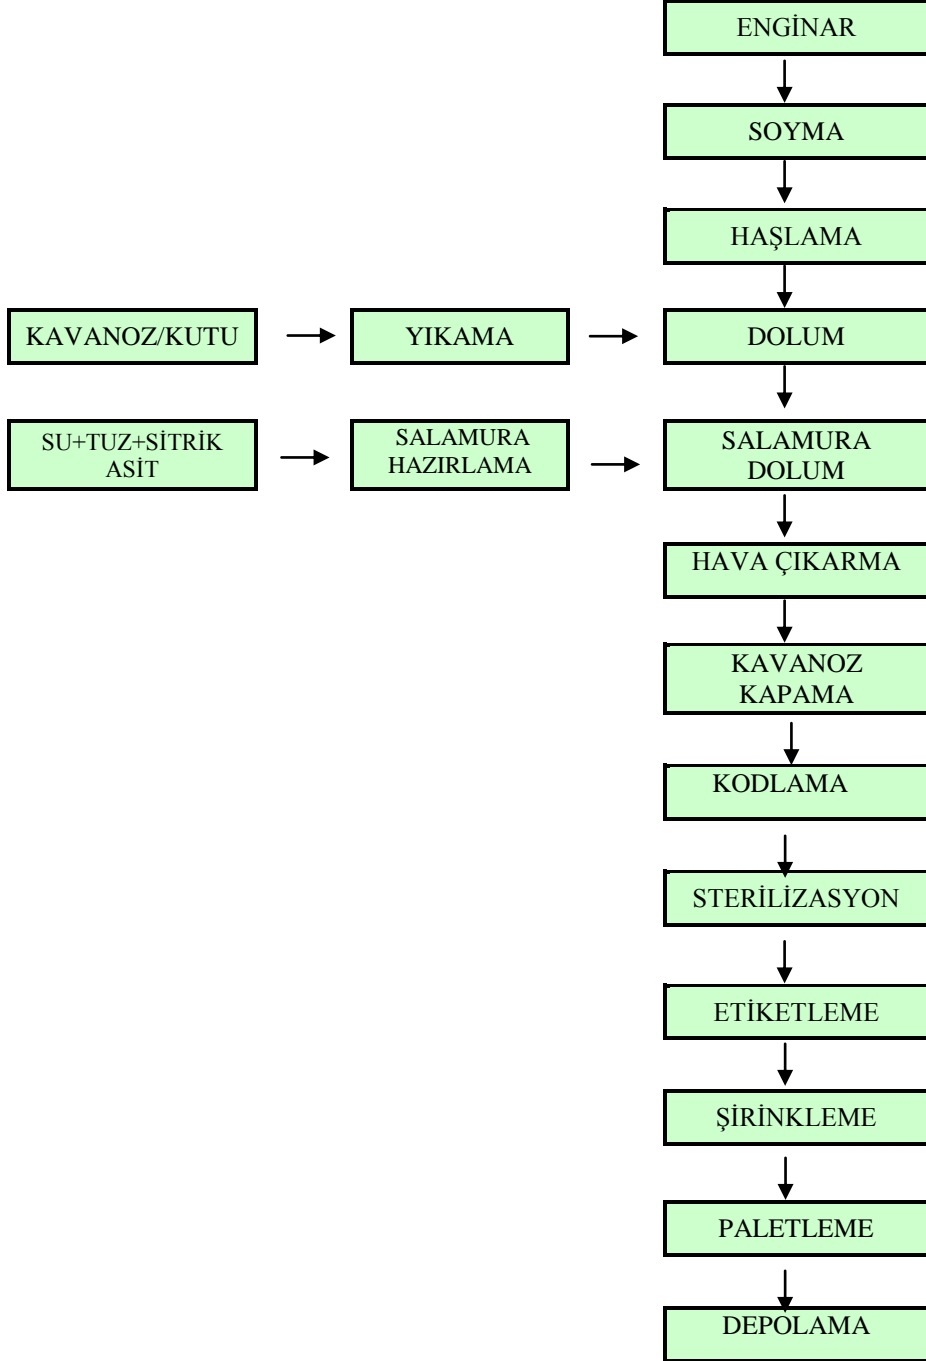 ENGİNAR
SOYMA
HAŞLAMA
KAVANOZ/KUTU
YIKAMA
DOLUM
SU+TUZ+SİTRİK
ASİT
SALAMURA
HAZIRLAMA
SALAMURA
DOLUM
HAVA ÇIKARMA
KAVANOZ
KAPAMA
KODLAMA
STERİLİZASYON
ETİKETLEME
ŞİRİNKLEME
PALETLEME
DEPOLAMA